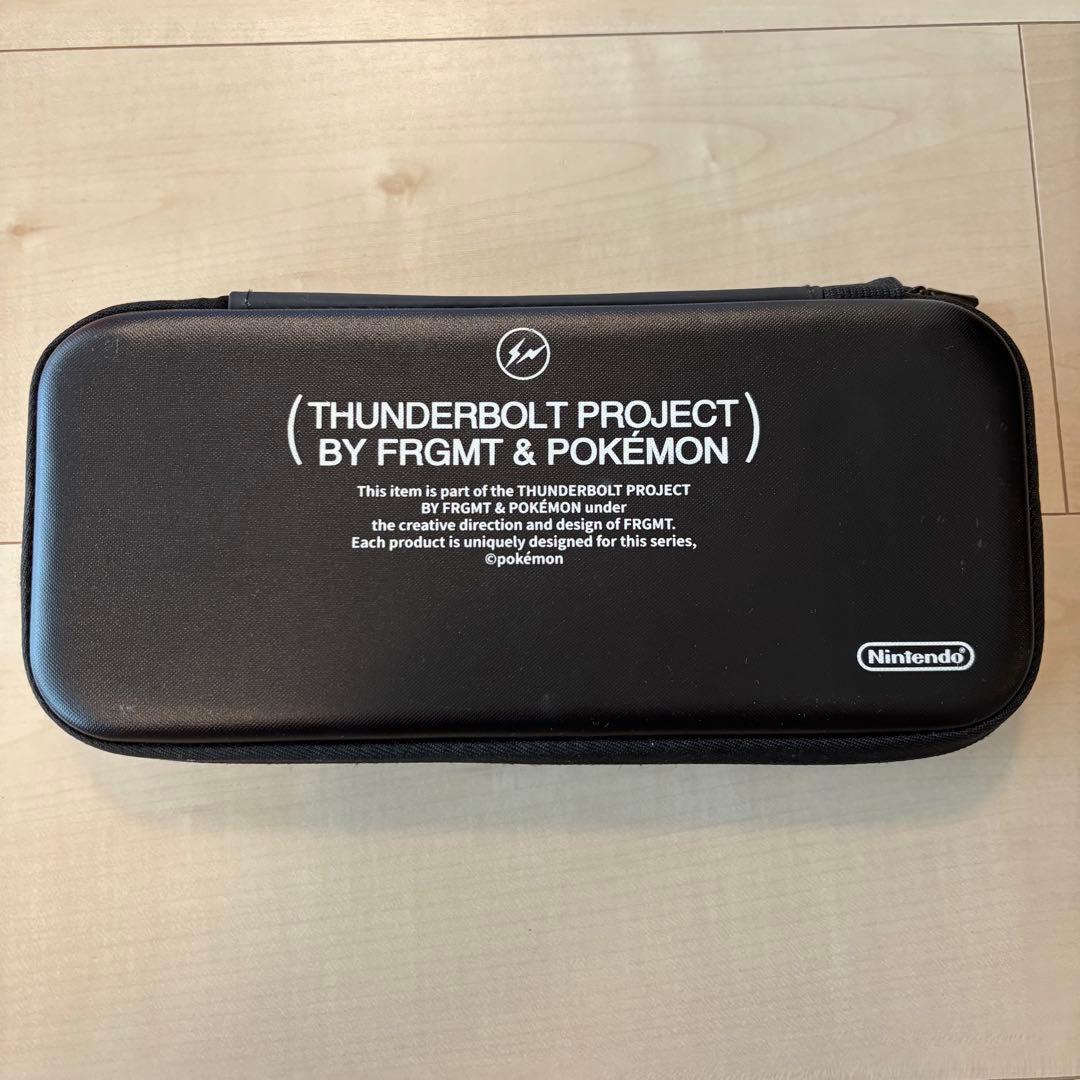 (THUNDERBOLT PROJECT
BY FRGMT & POKÉMON)
This item is part of the THUNDERBOLT PROJECT
BY FRGMT & POKÉMON under
the creative direction and design of FRGMT.
Each product is uniquely designed for this series,
©pokémon
Nintendo®